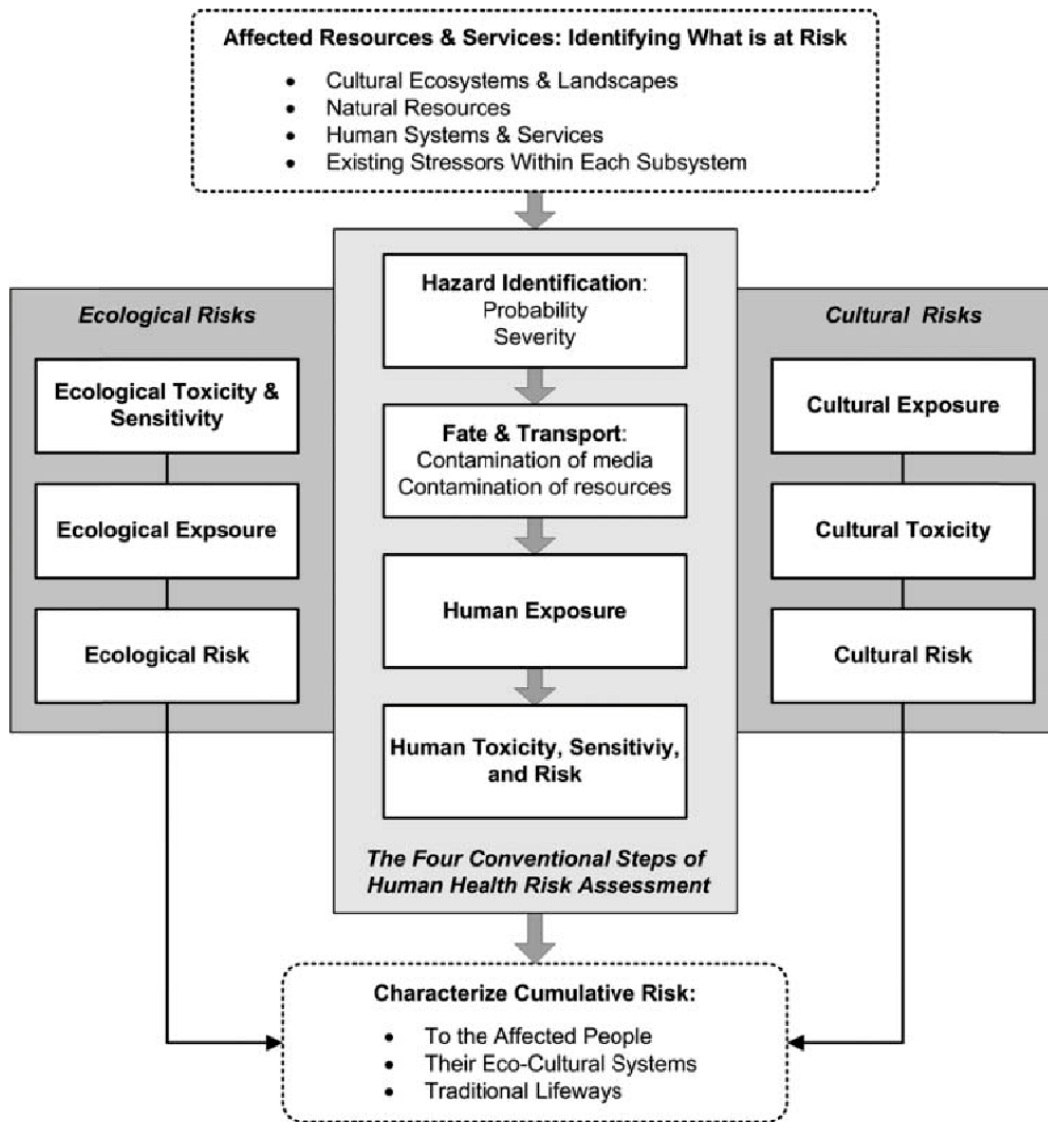 Affected Resources & Services: Identifying What is at Risk
• Cultural Ecosystems & Landscapes
• Natural Resources
• Human Systems & Services
• Existing Stressors Within Each Subsystem
Ecological Risks
Ecological Toxicity &
Sensitivity
Ecological Expsoure
Ecological Risk
Hazard Identification:
Probability
Severity
Fate & Transport:
Contamination of media
Contamination of resources
Human Exposure
Human Toxicity, Sensitiviy,
and Risk
The Four Conventional Steps of
Human Health Risk Assessment
Cultural Risks
Cultural Exposure
Cultural Toxicity
Cultural Risk
Characterize Cumulative Risk:
• To the Affected People
• Their Eco-Cultural Systems
• Traditional Lifeways